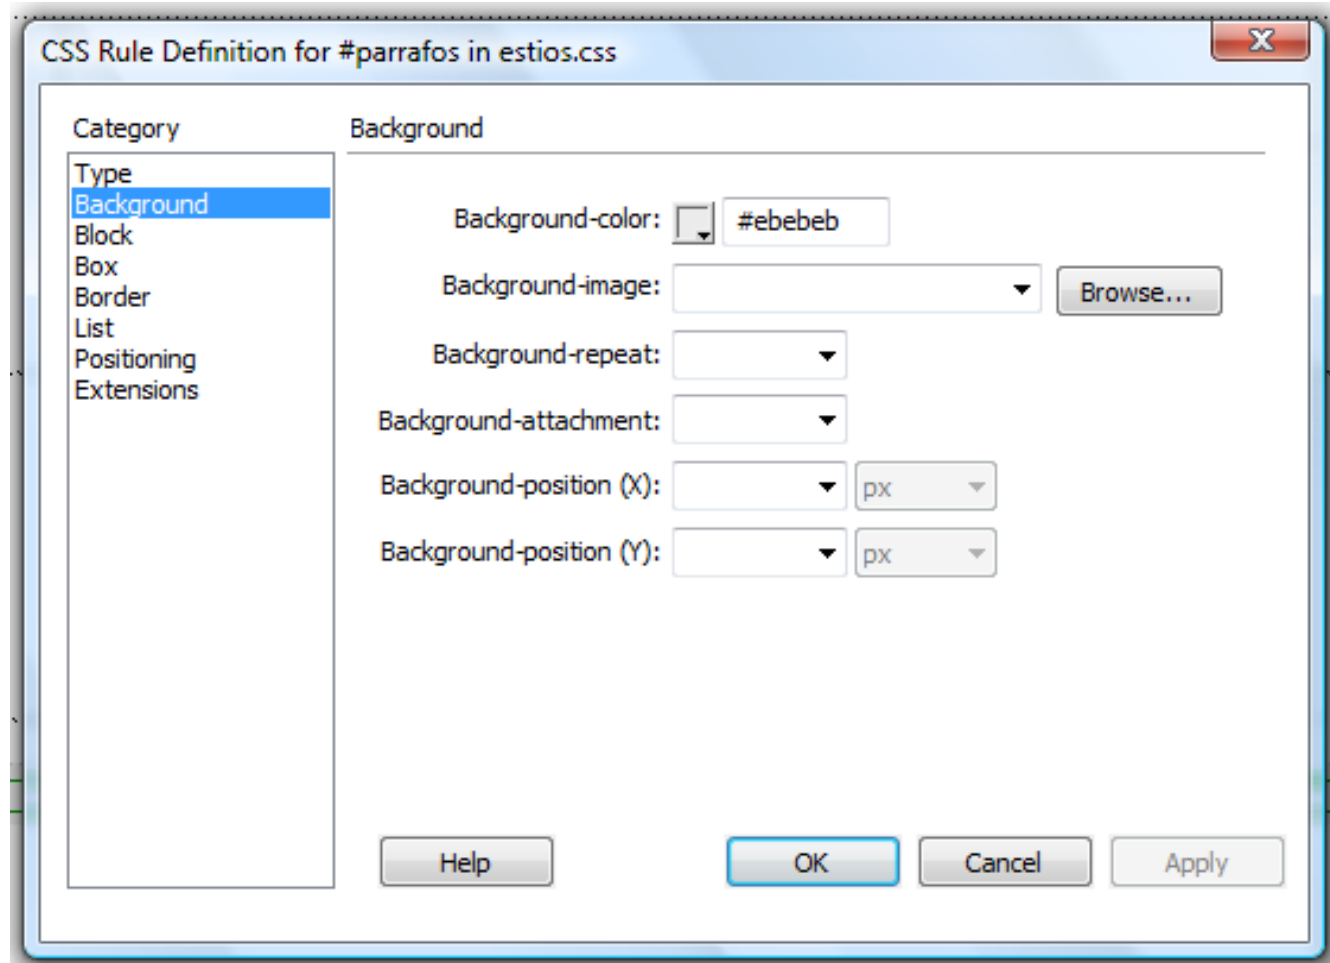 CSS Rule Definition for #parrafos in estios.css
Category
Type
Background
Block
Box
Border
List
Positioning
Extensions
Background
Background-color: #ebebeb
Background-image: Browse...
Background-repeat:
Background-attachment:
Background-position (X): px
Background-position (Y): px
Help OK Cancel Apply